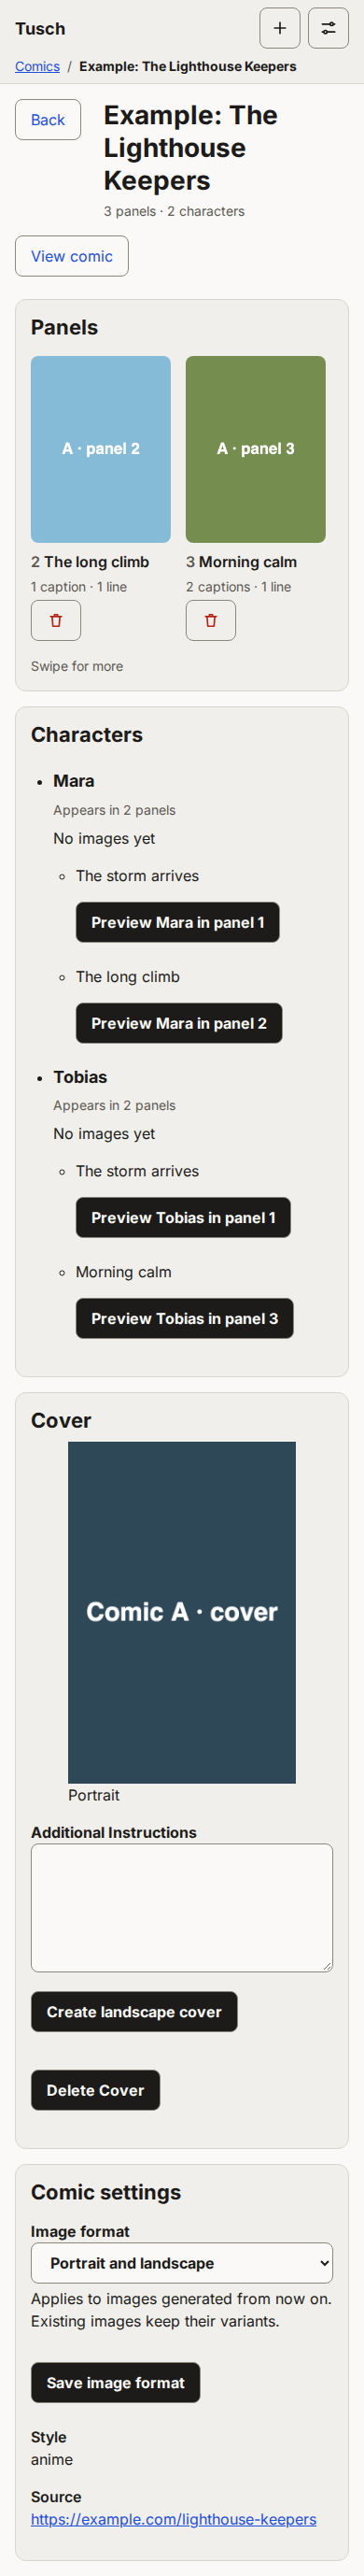 Tusch
Comics / Example: The Lighthouse Keepers
Back
Example: The
Lighthouse
Keepers
3 panels · 2 characters
View comic
Panels
A · panel 2
A · panel 3
2 The long climb
3 Morning calm
1 caption · 1 line
2 captions · 1 line
Swipe for more
Characters
Mara
Appears in 2 panels
No images yet
The storm arrives
Preview Mara in panel 1
The long climb
Preview Mara in panel 2
Tobias
Appears in 2 panels
No images yet
The storm arrives
Preview Tobias in panel 1
Morning calm
Preview Tobias in panel 3
Cover
Comic A · cover
Portrait
Additional Instructions
Create landscape cover
Delete Cover
Comic settings
Image format
Portrait and landscape
Applies to images generated from now on.
Existing images keep their variants.
Save image format
Style
anime
Source
https://example.com/lighthouse-keepers